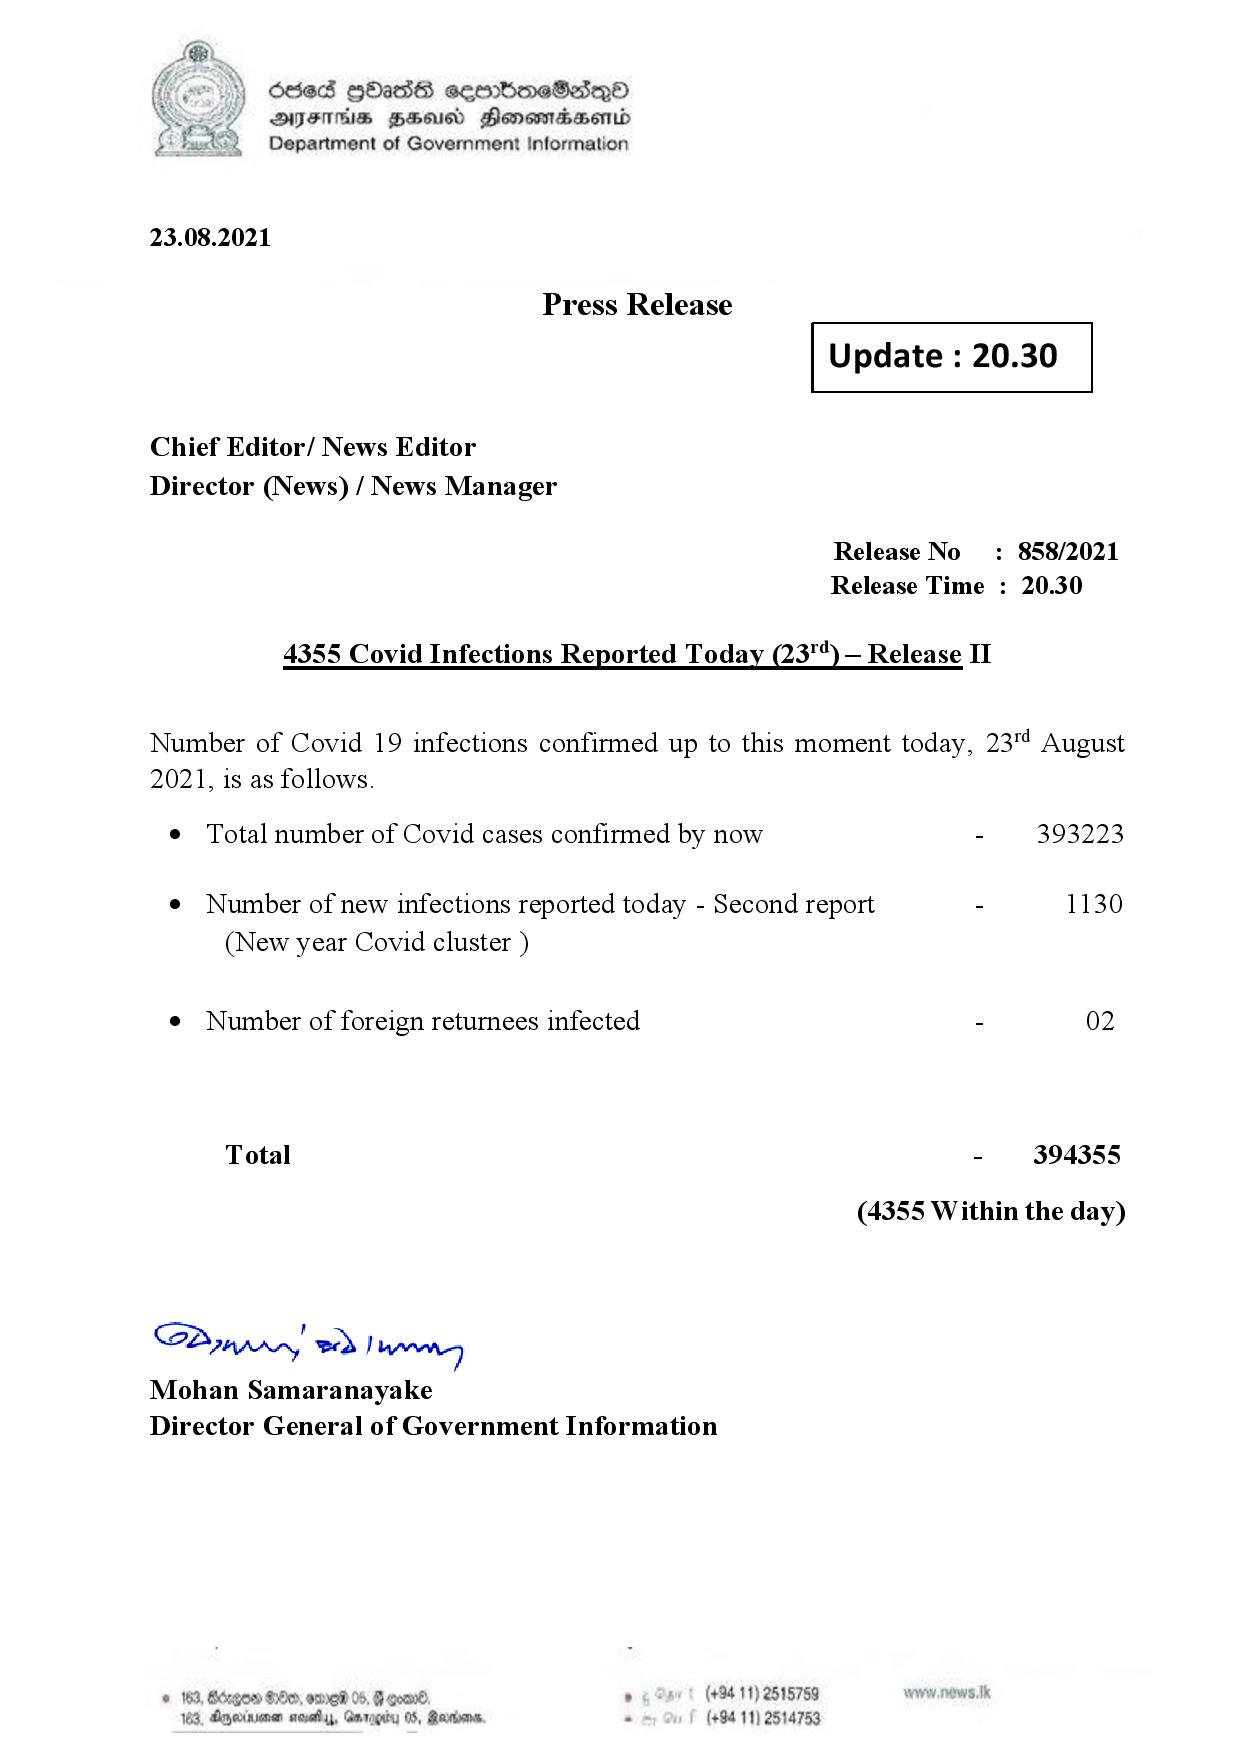 රජයේ ප්‍රවෘත්ති දෙපාර්තමේන්තුව
அரசாங்க தகவல் திணைக்களம்
Department of Government Information
23.08.2021
Press Release
Update : 20.30
Chief Editor/ News Editor
Director (News) / News Manager
Release No : 858/2021
Release Time : 20.30
4355 Covid Infections Reported Today (23rd) – Release II
Number of Covid 19 infections confirmed up to this moment today, 23rd August
2021, is as follows.
• Total number of Covid cases confirmed by now - 393223
• Number of new infections reported today - Second report - 1130
(New year Covid cluster )
• Number of foreign returnees infected - 02
Total - 394355
(4355 Within the day)
Mohan Samaranayake
Director General of Government Information
163, කිරුලපන මාවත, කොළඹ 05, ශ්‍රී ලංකාව.
163, கிருலப்பனை எவனியூ, கொழும்பு 05, இலங்கை.
(+94 11) 2515759
(+94 11) 2514753
www.news.lk